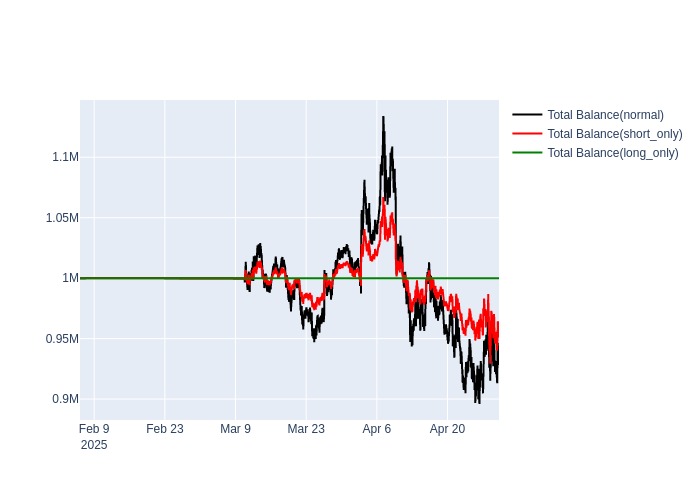 Total Balance(normal)
Total Balance(short_only)
Total Balance(long_only)
1.1M
1.05M
1M
0.95M
0.9M
Feb 9
2025
Feb 23
Mar 9
Mar 23
Apr 6
Apr 20